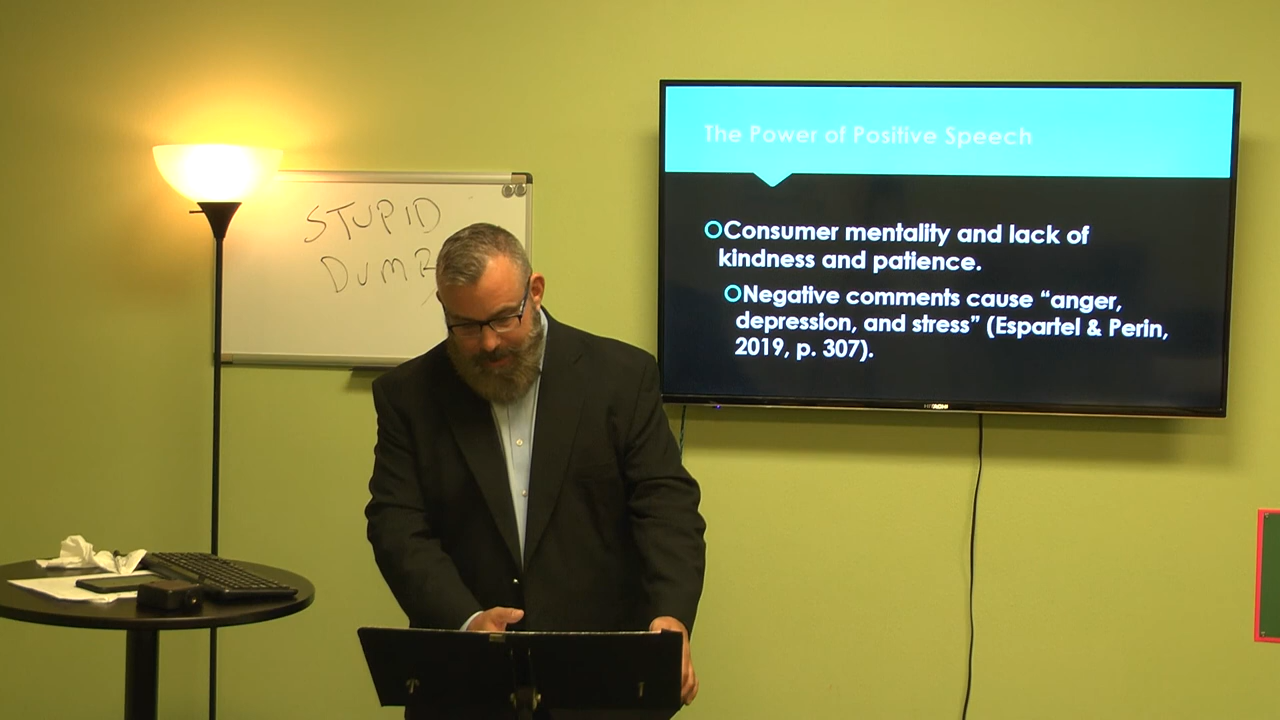 STUPID
DUMB
The Power of Positive Speech
Consumer mentality and lack of
kindness and patience.
Negative comments cause “anger,
depression, and stress” (Espartel & Perin,
2019, p. 307).
HITACHI